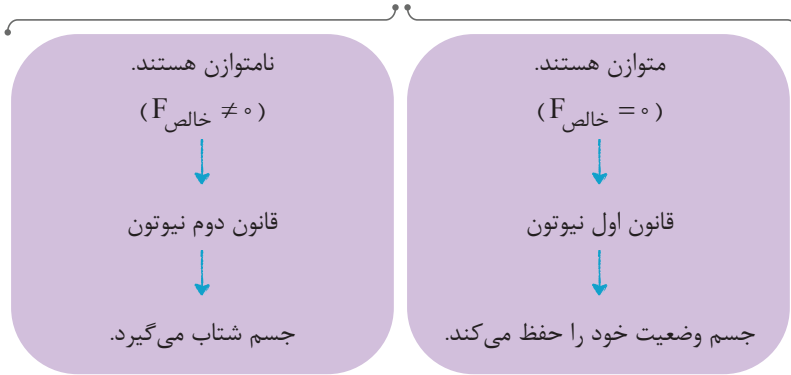 متوازن هستند.
(F خالص = ۰)
قانون اول نیوتون
جسم وضعیت خود را حفظ می‌کند.
نامتوازن هستند.
(F خالص ≠ ۰)
قانون دوم نیوتون
جسم شتاب می‌گیرد.